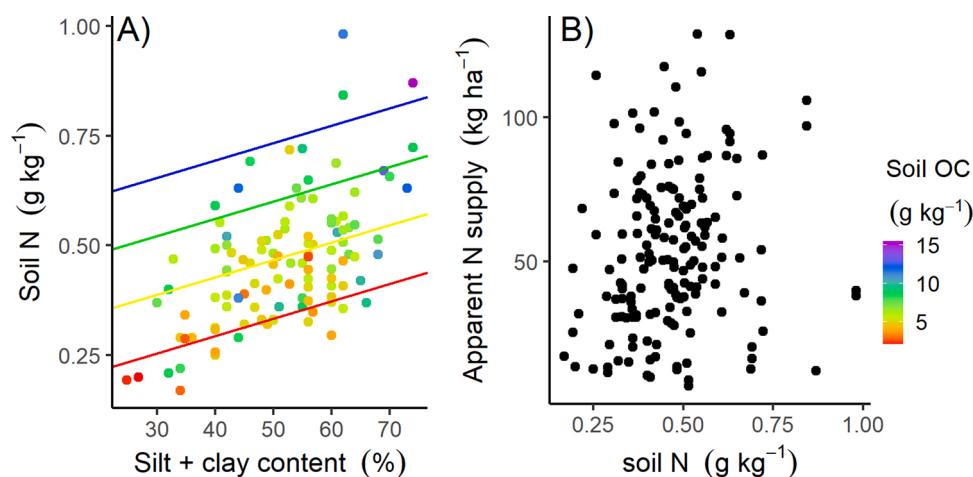 A)
1.00
0.75
0.50
0.25
Soil N (g kg⁻¹)
30 40 50 60 70
Silt + clay content (%)
B)
100
50
Apparent N supply (kg ha⁻¹)
0.25 0.50 0.75 1.00
soil N (g kg⁻¹)
Soil OC
(g kg⁻¹)
15
10
5